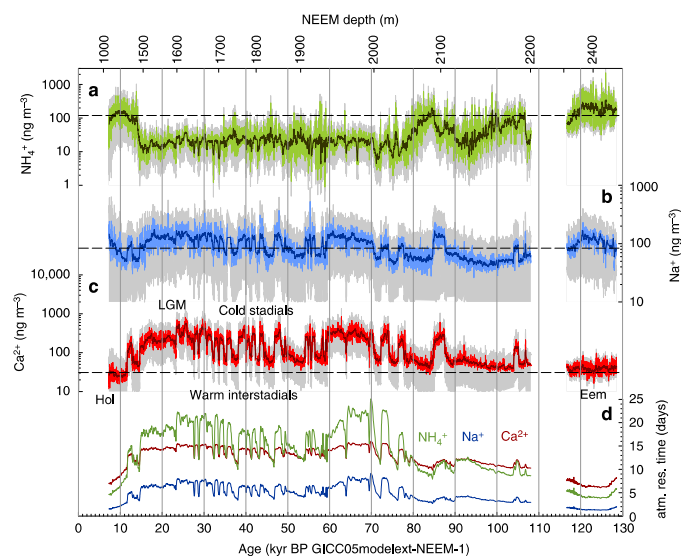 NEEM depth (m)
1000 1500 1600 1700 1800 1900 2000 2100 2200 2400
a
1000
100
10
1
NH₄⁺ (ng m⁻³)
b
1000
100
10
Na⁺ (ng m⁻³)
c
10,000
1000
100
10
Ca²⁺ (ng m⁻³)
LGM
Cold stadials
Hol
Warm interstadials
Eem
d
NH₄⁺ Na⁺ Ca²⁺
25
20
15
10
5
0
atm. res. time (days)
0 10 20 30 40 50 60 70 80 90 100 110 120 130
Age (kyr BP GICC05modelext-NEEM-1)